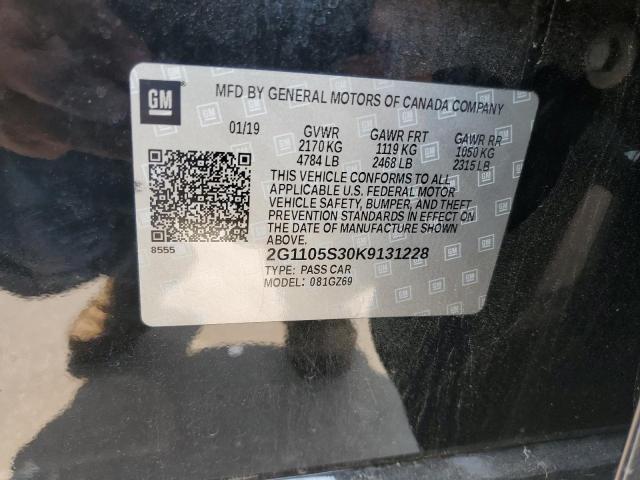 GM
MFD BY GENERAL MOTORS OF CANADA COMPANY
01/19 GVWR GAWR FRT GAWR RR
2170 KG 1119 KG 1050 KG
4784 LB 2468 LB 2315 LB
THIS VEHICLE CONFORMS TO ALL
APPLICABLE U.S. FEDERAL MOTOR
VEHICLE SAFETY, BUMPER, AND THEFT
PREVENTION STANDARDS IN EFFECT ON
THE DATE OF MANUFACTURE SHOWN
ABOVE.
8555
2G1105S30K9131228
TYPE: PASS CAR
MODEL: 081GZ69